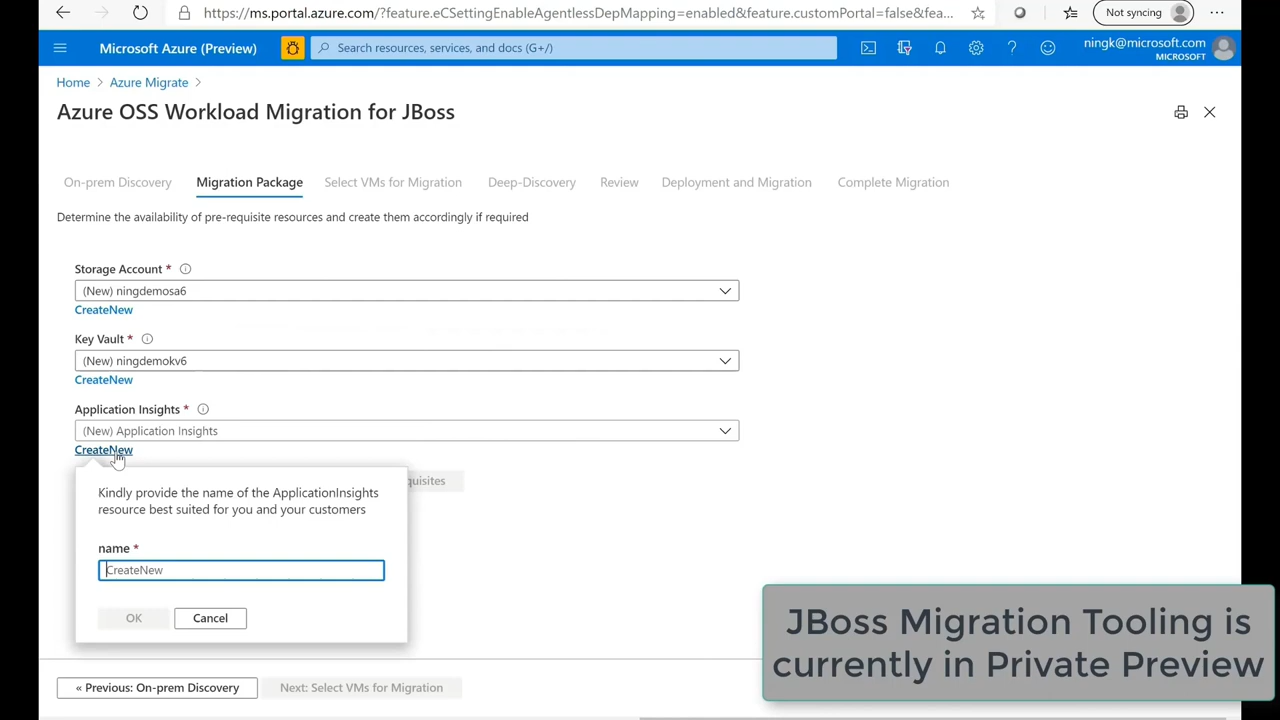 https://ms.portal.azure.com/?feature.eCSettingEnableAgentlessDepMapping=enabled&feature.customPortal=false&fea...
Not syncing
Microsoft Azure (Preview)
Search resources, services, and docs (G+/)
ningk@microsoft.com
MICROSOFT
Home > Azure Migrate >
Azure OSS Workload Migration for JBoss
On-prem Discovery Migration Package Select VMs for Migration Deep-Discovery Review Deployment and Migration Complete Migration
Determine the availability of pre-requisite resources and create them accordingly if required
Storage Account *
(New) ningdemosa6
CreateNew
Key Vault *
(New) ningdemokv6
CreateNew
Application Insights *
(New) Application Insights
CreateNew
Kindly provide the name of the ApplicationInsights
resource best suited for you and your customers
name *
CreateNew
OK Cancel
JBoss Migration Tooling is
currently in Private Preview
« Previous: On-prem Discovery Next: Select VMs for Migration